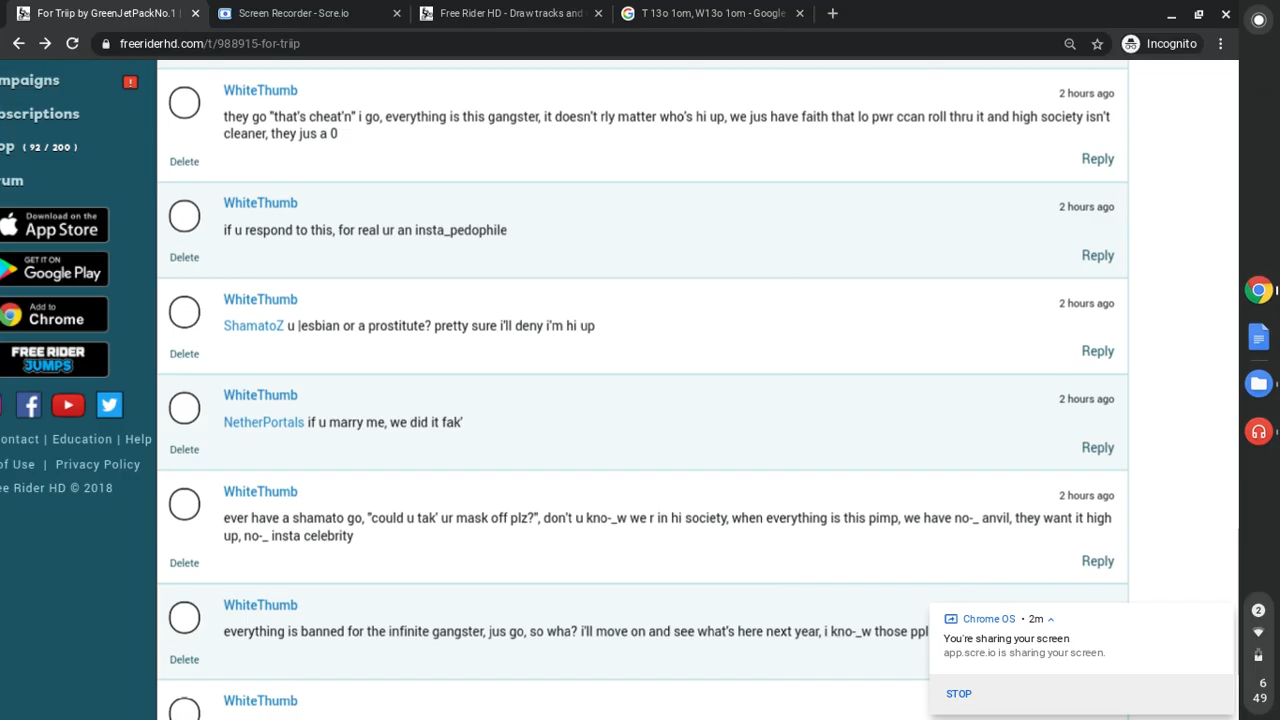 For Trip by GreenJetPackNo.1
Screen Recorder - Scre.io
Free Rider HD - Draw tracks and
T 13o 1om, W13o 1om - Google
freeriderhd.com/t/988915-for-triip
Incognito
mpaigns !
WhiteThumb
2 hours ago
they go "that's cheat'n" i go, everything is this gangster, it doesn't rly matter who's hi up, we jus have faith that lo pwr ccan roll thru it and high society isn't
cleaner, they jus a 0
Delete
Reply
bscriptions
op ( 92 / 200 )
rum
WhiteThumb
2 hours ago
if u respond to this, for real ur an insta_pedophile
Delete
Reply
Download on the
App Store
GET IT ON
Google Play
Add to
Chrome
FREE RIDER
JUMPS
WhiteThumb
2 hours ago
ShamatoZ u |esbian or a prostitute? pretty sure i'll deny i'm hi up
Delete
Reply
WhiteThumb
2 hours ago
NetherPortals if u marry me, we did it fak'
Delete
Reply
ontact | Education | Help
of Use | Privacy Policy
ee Rider HD © 2018
WhiteThumb
2 hours ago
ever have a shamato go, "could u tak' ur mask off plz?", don't u kno-_w we r in hi society, when everything is this pimp, we have no-_ anvil, they want it high
up, no-_ insta celebrity
Delete
Reply
WhiteThumb
everything is banned for the infinite gangster, jus go, so wha? i'll move on and see what's here next year, i kno-_w those ppl
Delete
WhiteThumb
Chrome OS • 2m
You're sharing your screen
app.scre.io is sharing your screen.
STOP
2
6
49